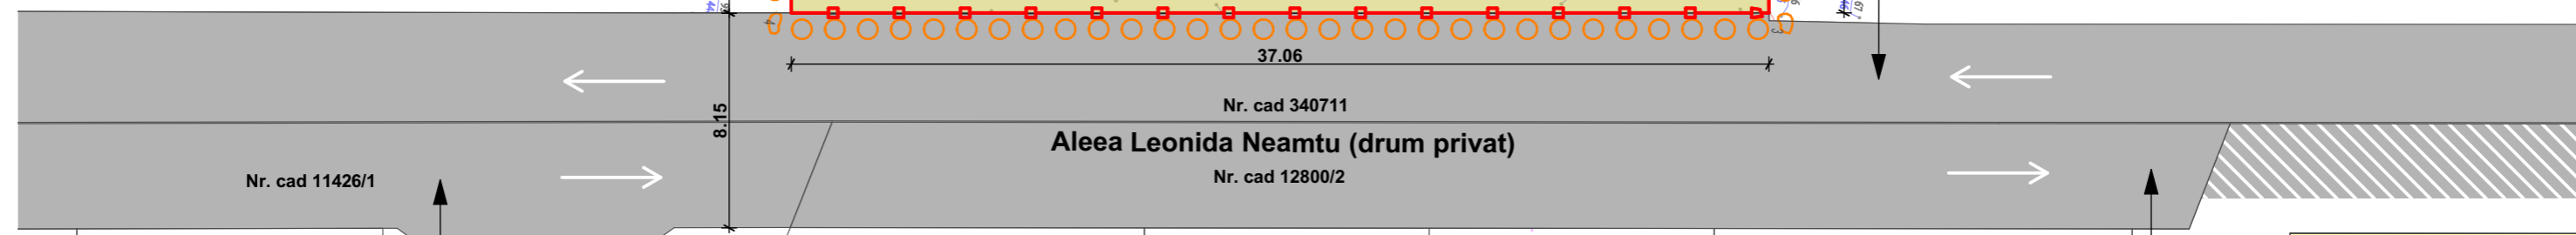 37.06
Nr. cad 340711
8.15
Aleea Leonida Neamtu (drum privat)
Nr. cad 11426/1
Nr. cad 12800/2